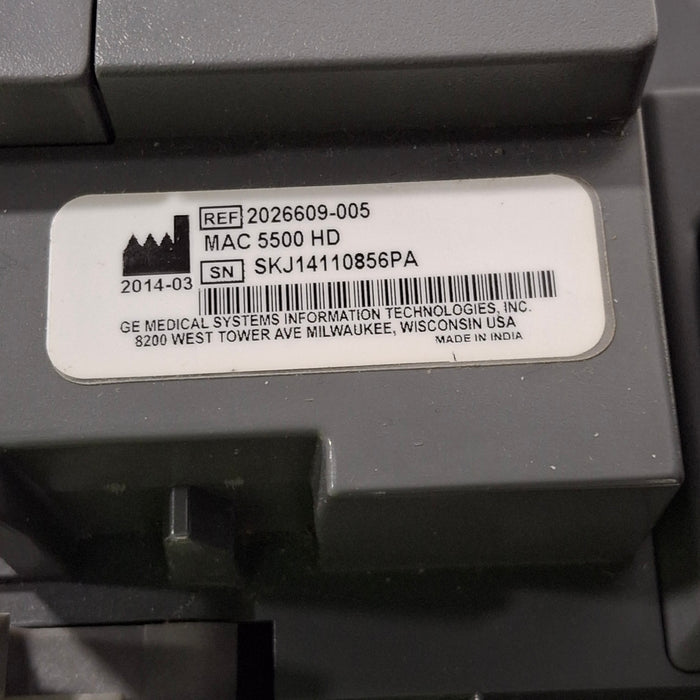 REF 2026609-005
MAC 5500 HD
SN SKJ14110856PA
2014-03
GE MEDICAL SYSTEMS INFORMATION TECHNOLOGIES, INC.
8200 WEST TOWER AVE MILWAUKEE, WISCONSIN USA
MADE IN INDIA